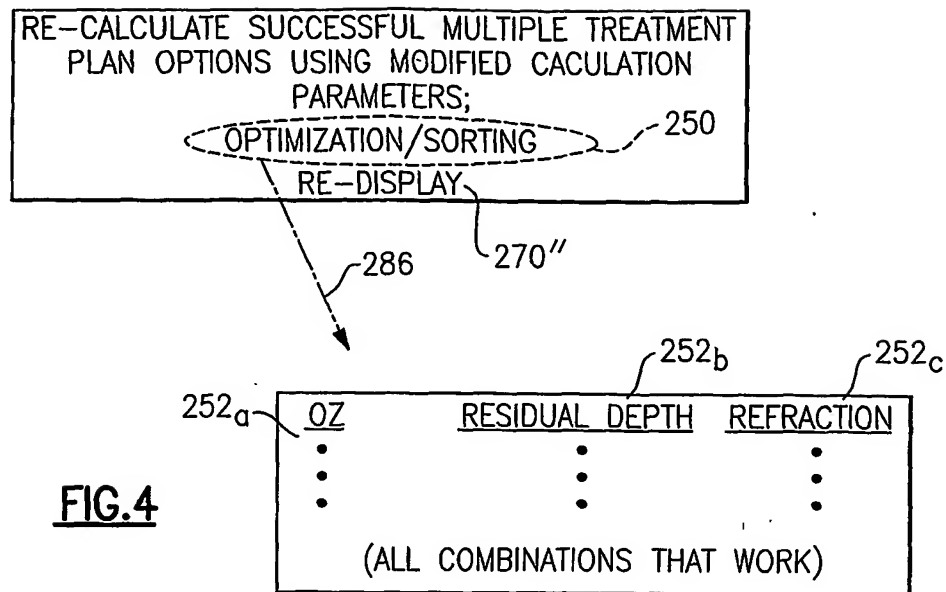 RE-CALCULATE SUCCESSFUL MULTIPLE TREATMENT
PLAN OPTIONS USING MODIFIED CACULATION
PARAMETERS;
OPTIMIZATION/SORTING
250
RE-DISPLAY
270"
286
252b
252c
252a
OZ RESIDUAL DEPTH REFRACTION
(ALL COMBINATIONS THAT WORK)
FIG.4